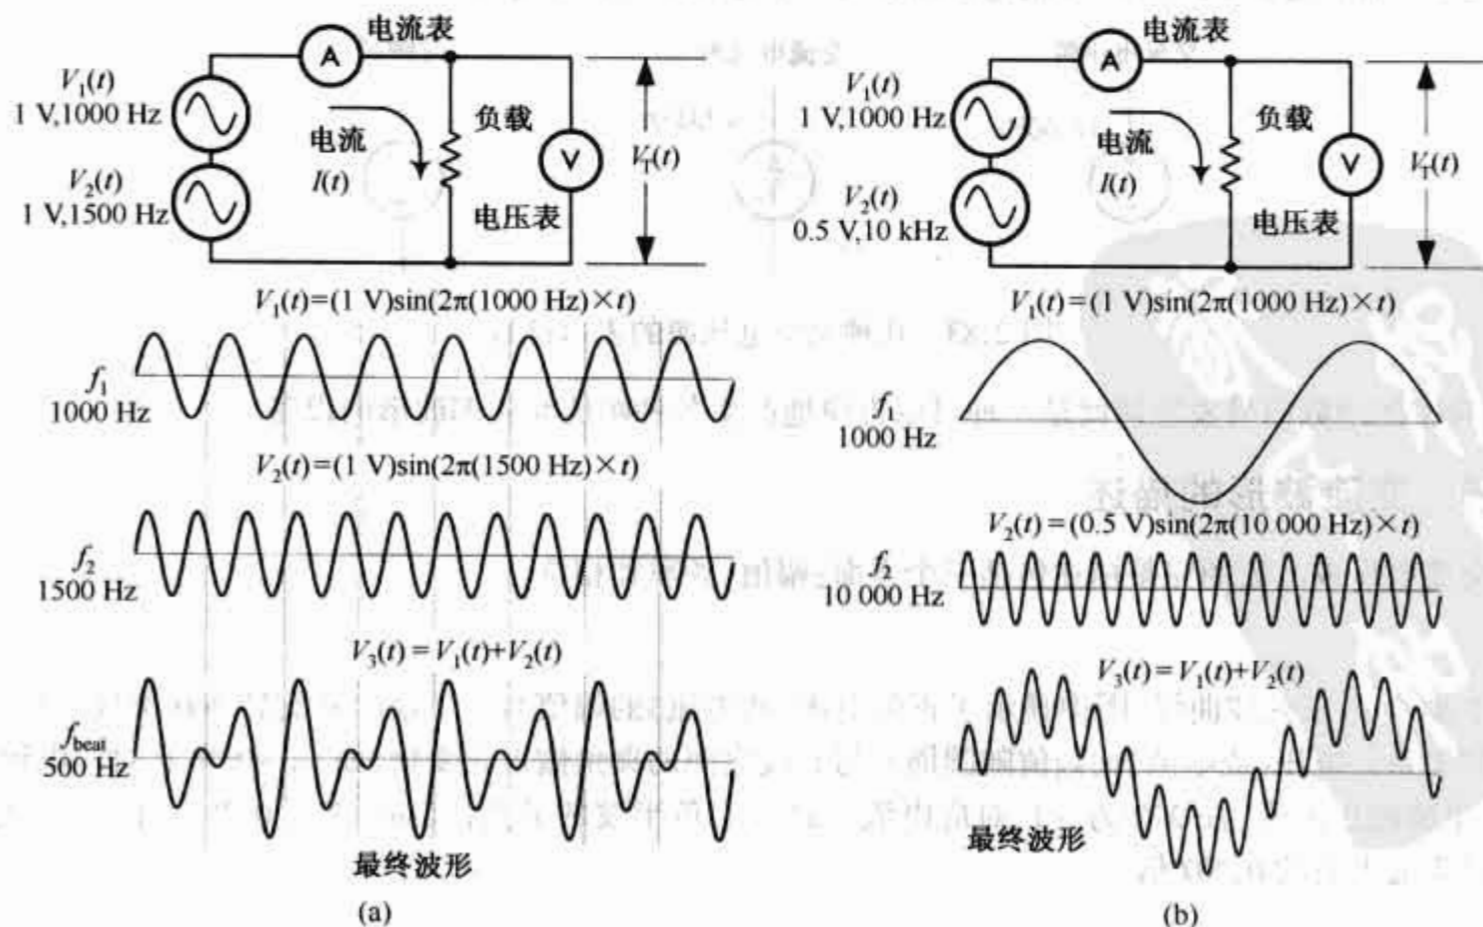 电流表
A
V₁(t)
1 V,1000 Hz
电流
I(t)
负载
V
V_T(t)
V₂(t)
1 V,1500 Hz
电压表
V₁(t)=(1 V)sin(2π(1000 Hz)×t)
f₁
1000 Hz
V₂(t)=(1 V)sin(2π(1500 Hz)×t)
f₂
1500 Hz
V₃(t)=V₁(t)+V₂(t)
f_beat
500 Hz
最终波形
(a)
电流表
A
V₁(t)
1 V,1000 Hz
电流
I(t)
负载
V
V_T(t)
V₂(t)
0.5 V,10 kHz
电压表
V₁(t)=(1 V)sin(2π(1000 Hz)×t)
f₁
1000 Hz
V₂(t)=(0.5 V)sin(2π(10 000 Hz)×t)
f₂
10 000 Hz
V₃(t)=V₁(t)+V₂(t)
最终波形
(b)